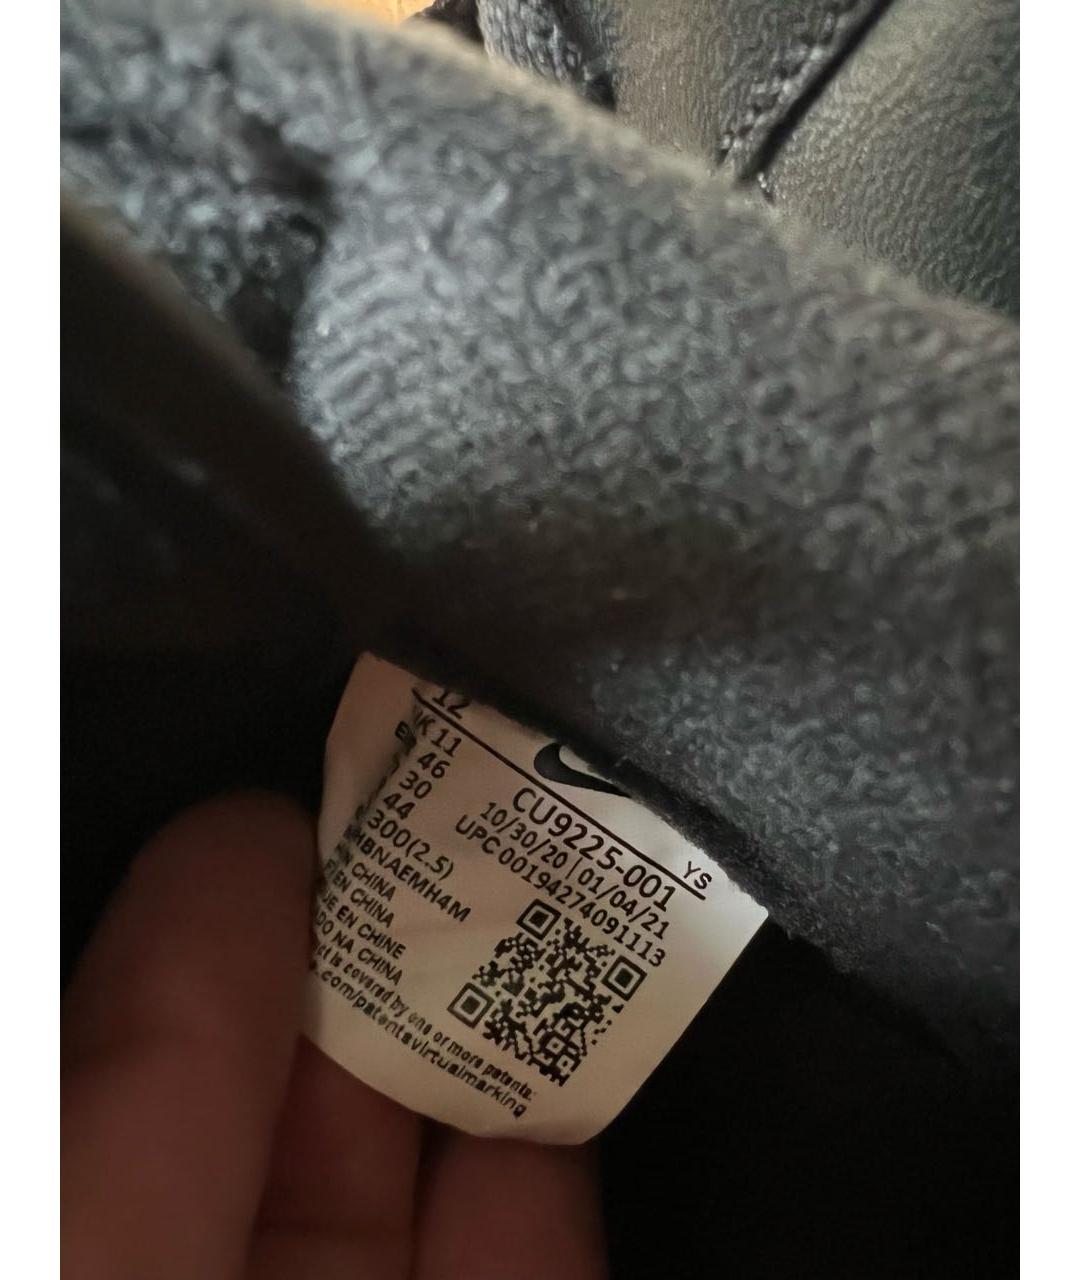 12
UK 11
46
30
44
300(2.5)
HBNAEMH4M
CHINA
EN CHINA
EN CHINE
NA CHINA
is covered by one or more patents:
.com/patentsvirtualmarking
CU9225-001 YS
10/30/20 | 01/04/21
UPC 00194274091113